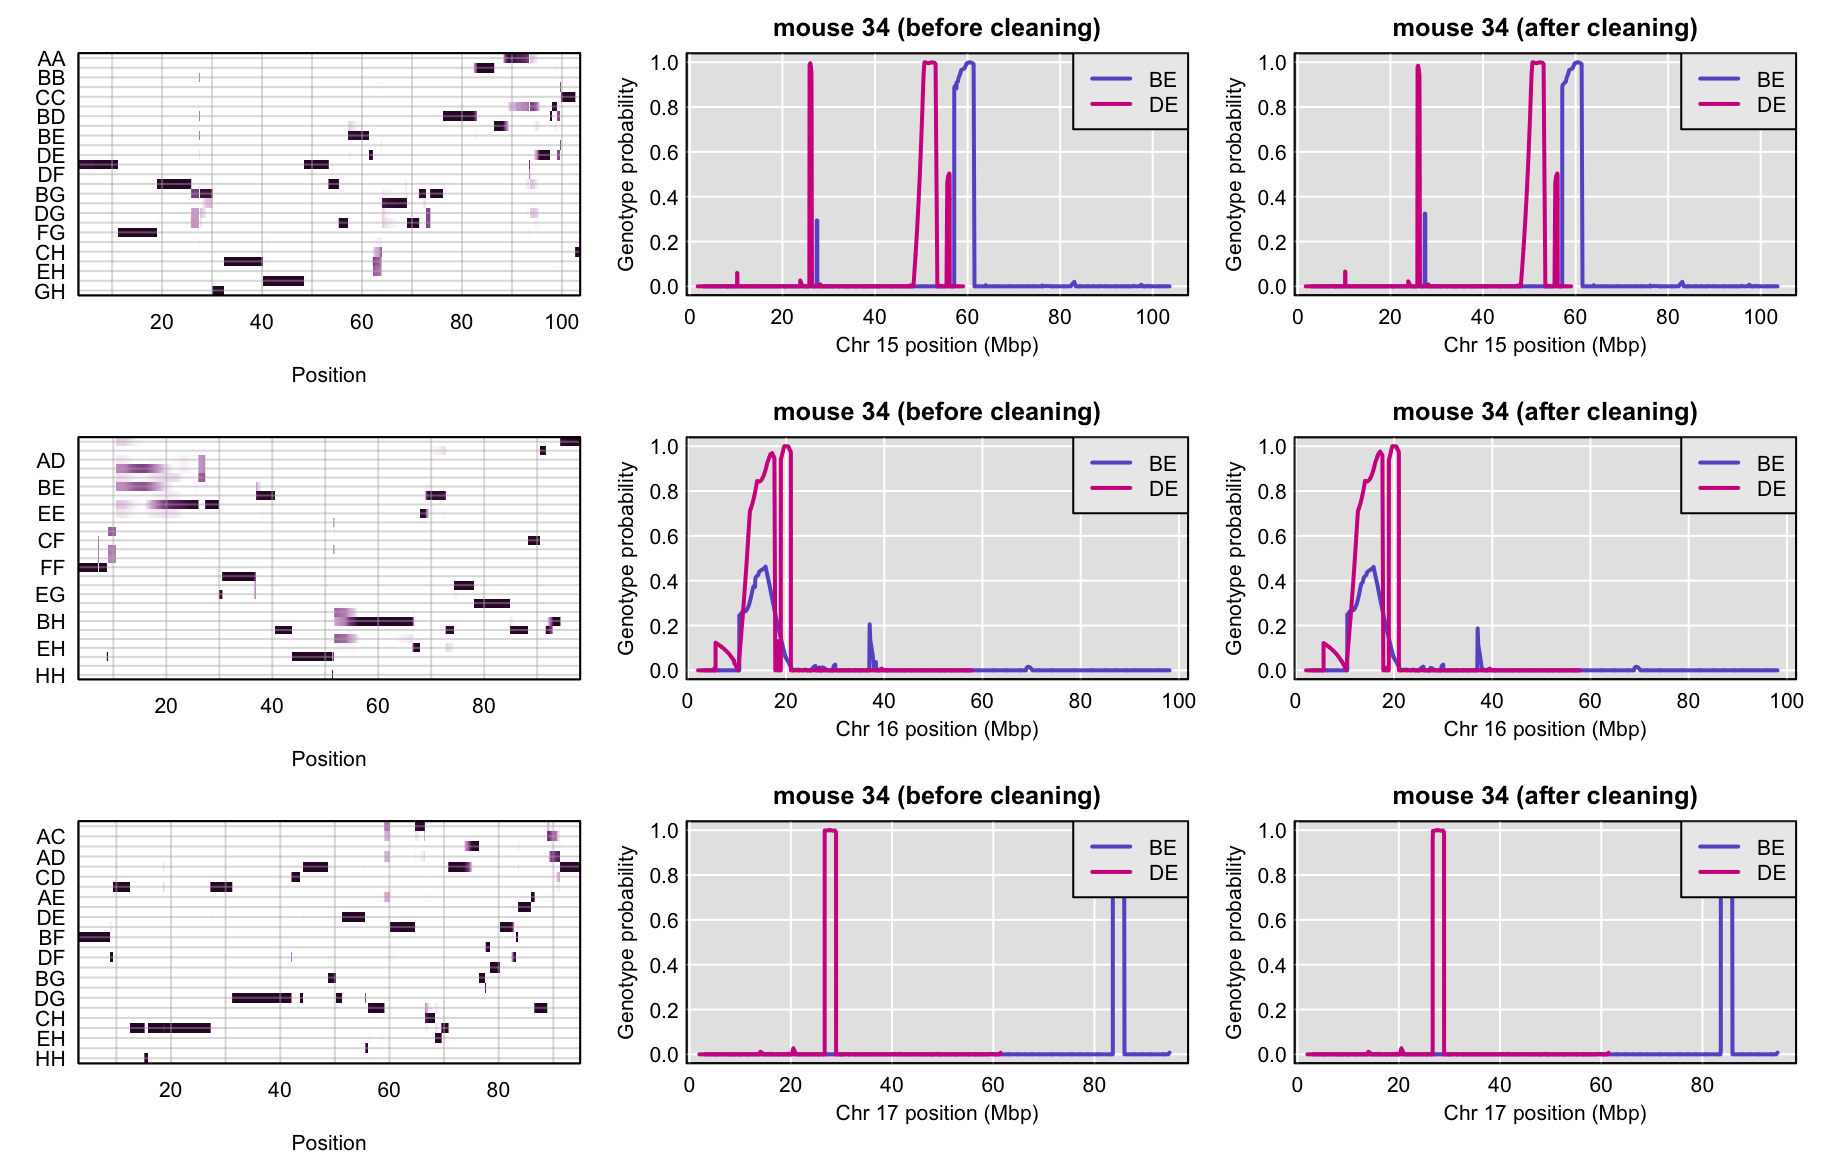 mouse 34 (before cleaning)
mouse 34 (after cleaning)
AA
BB
CC
BD
BE
DE
DF
BG
DG
FG
CH
EH
GH
20 40 60 80 100
Position
Genotype probability
1.0
0.8
0.6
0.4
0.2
0.0
BE
DE
0 20 40 60 80 100
Chr 15 position (Mbp)
Genotype probability
1.0
0.8
0.6
0.4
0.2
0.0
BE
DE
0 20 40 60 80 100
Chr 15 position (Mbp)
mouse 34 (before cleaning)
mouse 34 (after cleaning)
AD
BE
EE
CF
FF
EG
BH
EH
HH
20 40 60 80
Position
Genotype probability
1.0
0.8
0.6
0.4
0.2
0.0
BE
DE
0 20 40 60 80 100
Chr 16 position (Mbp)
Genotype probability
1.0
0.8
0.6
0.4
0.2
0.0
BE
DE
0 20 40 60 80 100
Chr 16 position (Mbp)
mouse 34 (before cleaning)
mouse 34 (after cleaning)
AC
AD
CD
AE
DE
BF
DF
BG
DG
CH
EH
HH
20 40 60 80
Position
Genotype probability
1.0
0.8
0.6
0.4
0.2
0.0
BE
DE
0 20 40 60 80
Chr 17 position (Mbp)
Genotype probability
1.0
0.8
0.6
0.4
0.2
0.0
BE
DE
0 20 40 60 80
Chr 17 position (Mbp)